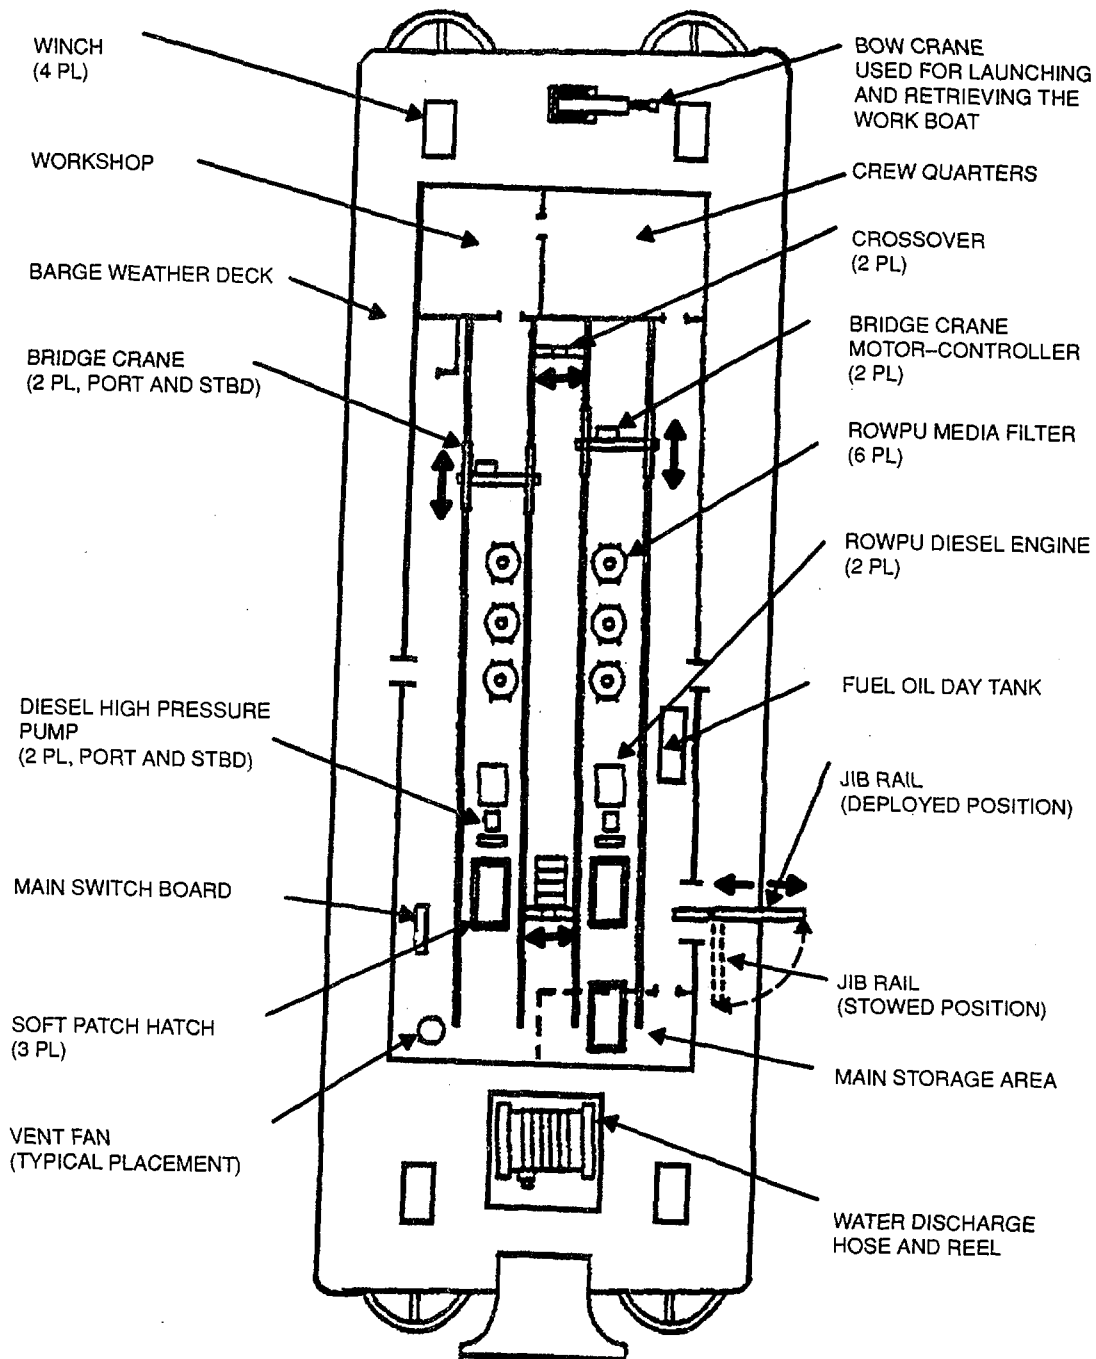 WINCH
(4 PL)
WORKSHOP
BARGE WEATHER DECK
BRIDGE CRANE
(2 PL, PORT AND STBD)
DIESEL HIGH PRESSURE
PUMP
(2 PL, PORT AND STBD)
MAIN SWITCH BOARD
SOFT PATCH HATCH
(3 PL)
VENT FAN
(TYPICAL PLACEMENT)
BOW CRANE
USED FOR LAUNCHING
AND RETRIEVING THE
WORK BOAT
CREW QUARTERS
CROSSOVER
(2 PL)
BRIDGE CRANE
MOTOR–CONTROLLER
(2 PL)
ROWPU MEDIA FILTER
(6 PL)
ROWPU DIESEL ENGINE
(2 PL)
FUEL OIL DAY TANK
JIB RAIL
(DEPLOYED POSITION)
JIB RAIL
(STOWED POSITION)
MAIN STORAGE AREA
WATER DISCHARGE
HOSE AND REEL